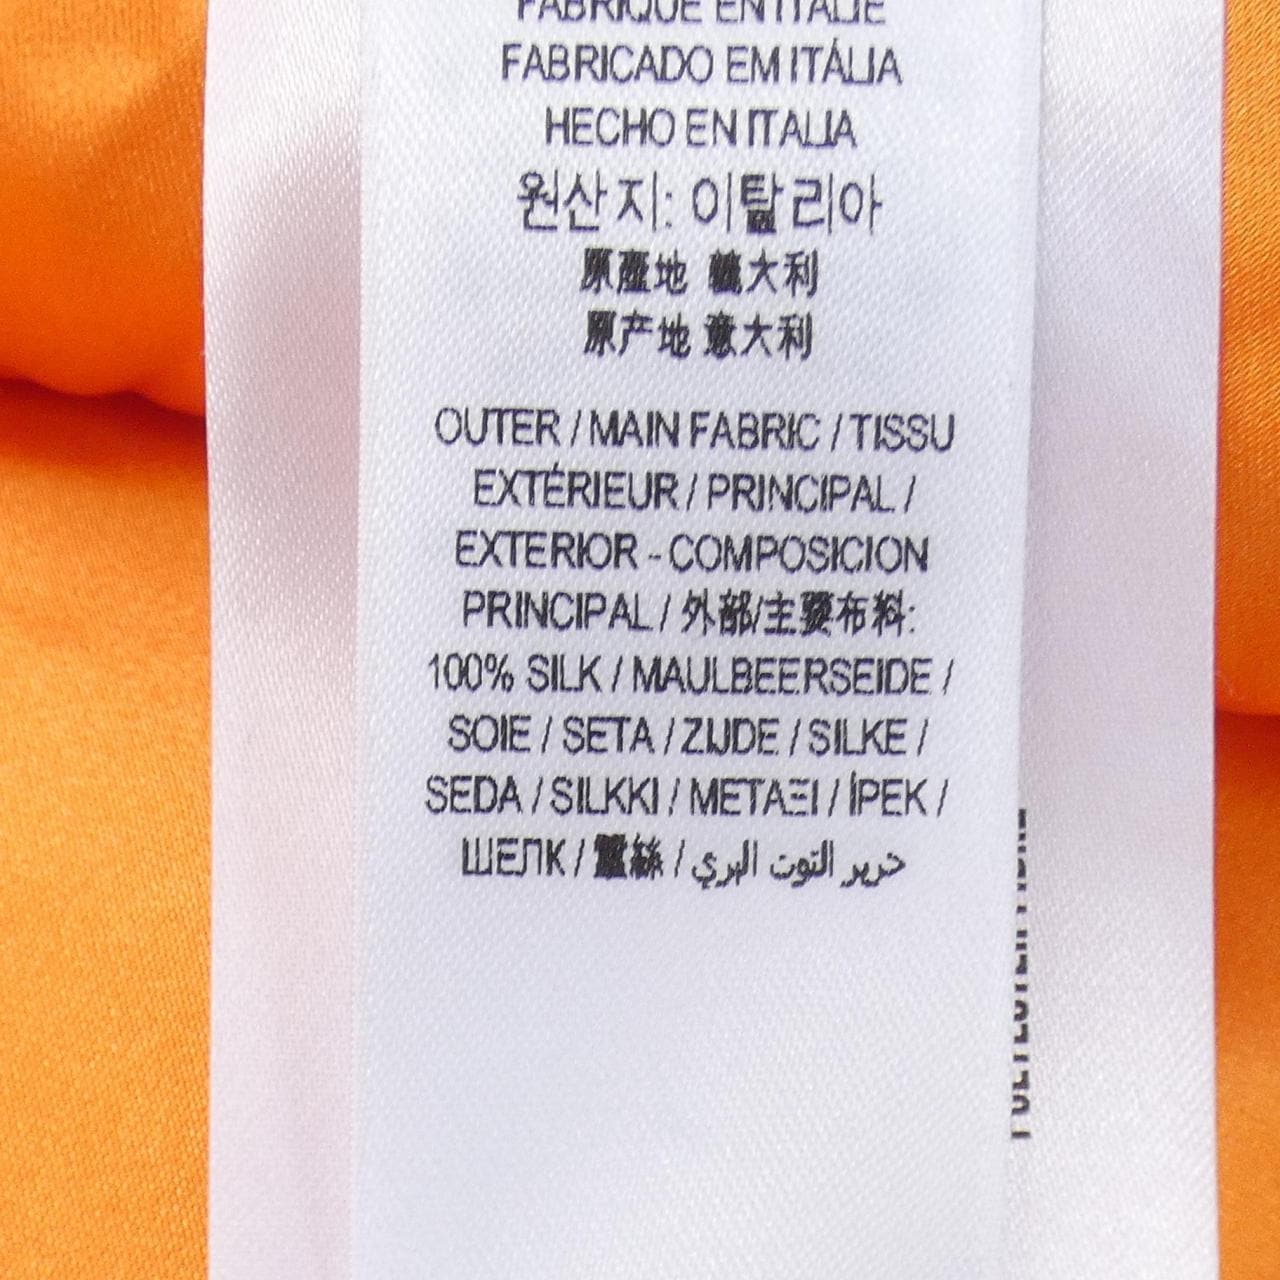 FABRIQUÉ EN ITALIE
FABRICADO EM ITÁLIA
HECHO EN ITALIA
원산지: 이탈리아
原產地 義大利
原产地 意大利
OUTER / MAIN FABRIC / TISSU
EXTÉRIEUR / PRINCIPAL /
EXTERIOR - COMPOSICION
PRINCIPAL / 外部/主要布料:
100% SILK / MAULBEERSEIDE /
SOIE / SETA / ZIJDE / SILKE /
SEDA / SILKKI / ΜΕΤΑΞΙ / İPEK /
ШЕЛК / 蠶絲 / حرير التوت البري